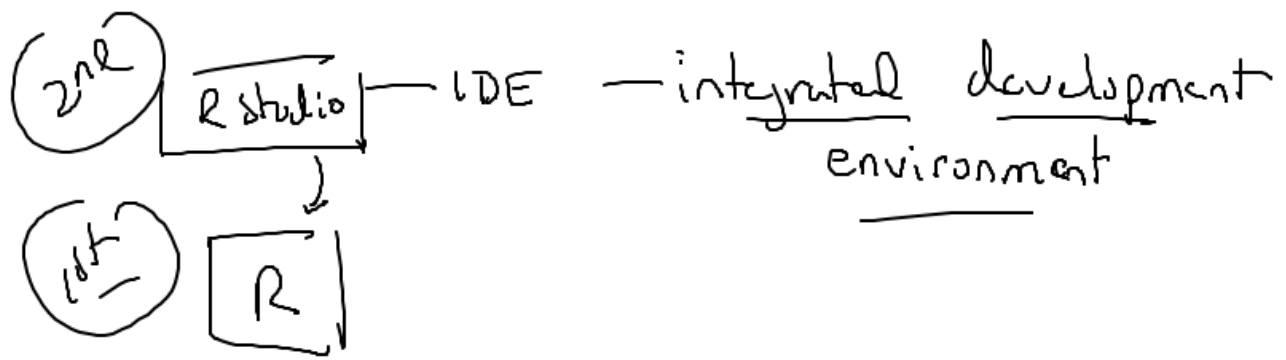 2nd R studio — IDE — integrated development
environment
1st R